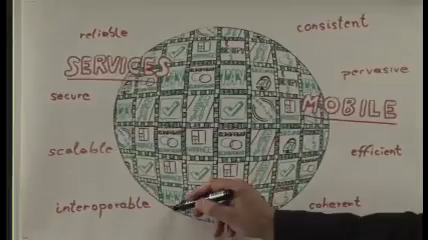 reliable
consistent
SERVICES
pervasive
secure
MOBILE
scalable
efficient
interoperable
coherent